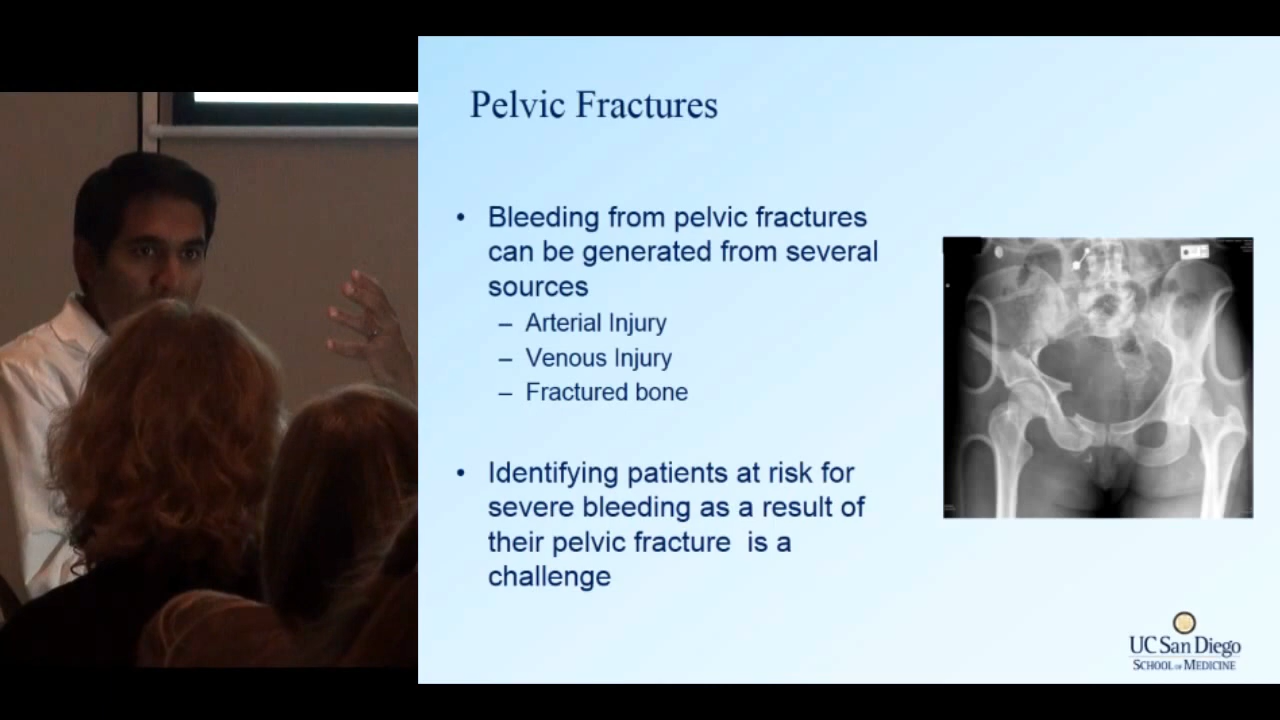 Pelvic Fractures
• Bleeding from pelvic fractures
can be generated from several
sources
– Arterial Injury
– Venous Injury
– Fractured bone
• Identifying patients at risk for
severe bleeding as a result of
their pelvic fracture is a
challenge
UC San Diego
SCHOOL OF MEDICINE